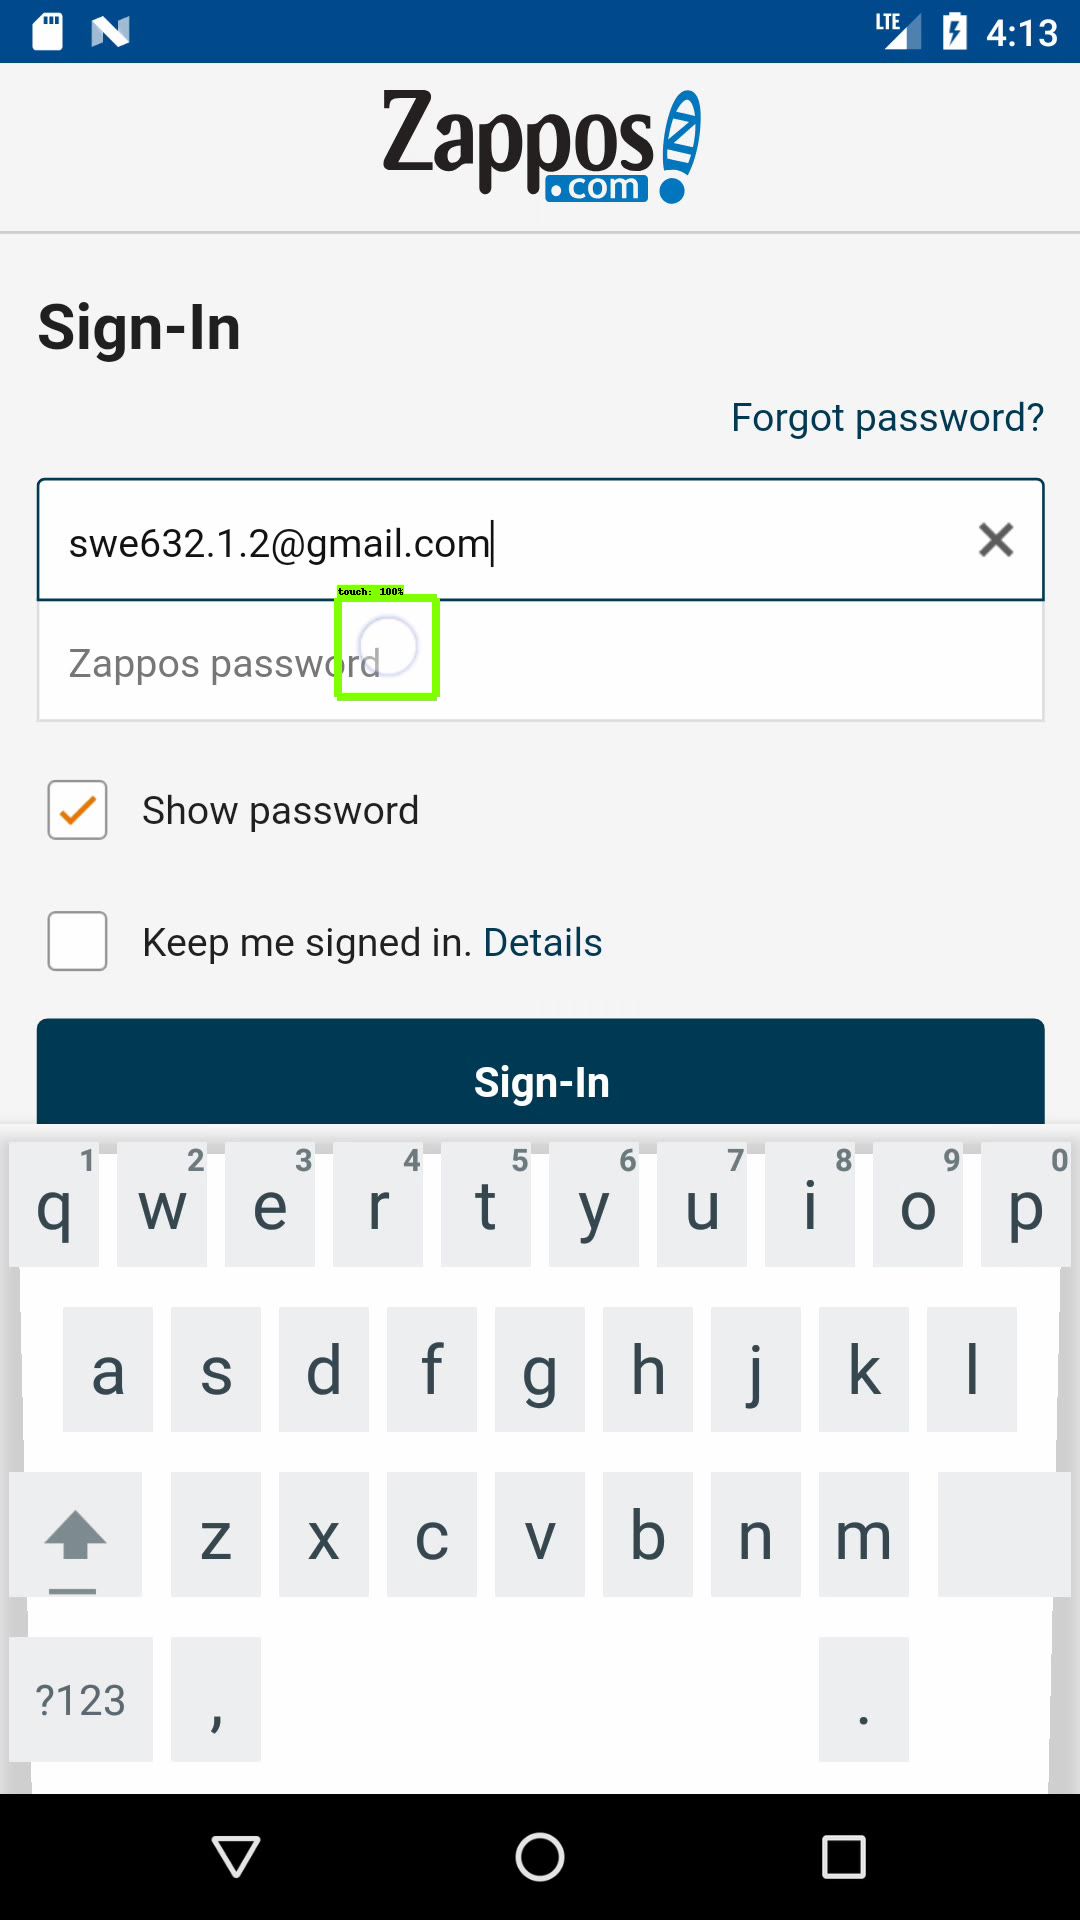 LTE 4:13
Zappos
.com
Sign-In
Forgot password?
swe632.1.2@gmail.com
touch: 100%
Zappos password
Show password
Keep me signed in. Details
Sign-In
1 2 3 4 5 6 7 8 9 0
q w e r t y u i o p
a s d f g h j k l
z x c v b n m
?123 , .